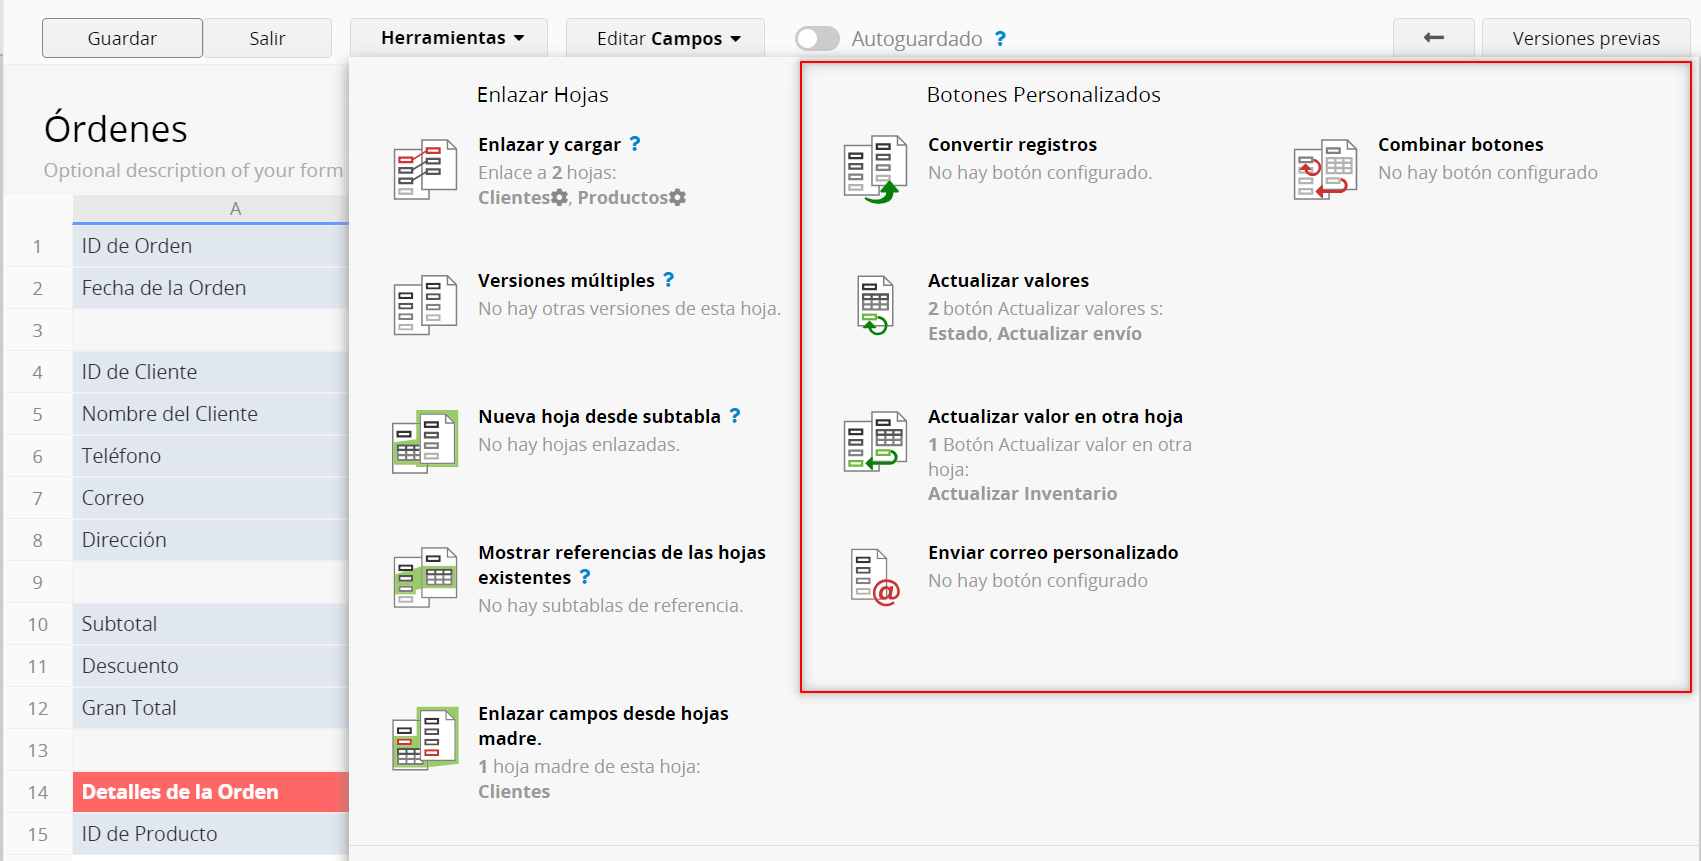 Guardar
Salir
Herramientas
Editar Campos
Autoguardado ?
Versiones previas
Órdenes
Optional description of your form
A
1 ID de Orden
2 Fecha de la Orden
3
4 ID de Cliente
5 Nombre del Cliente
6 Teléfono
7 Correo
8 Dirección
9
10 Subtotal
11 Descuento
12 Gran Total
13
14 Detalles de la Orden
15 ID de Producto
Enlazar Hojas
Enlazar y cargar ?
Enlace a 2 hojas:
Clientes, Productos
Versiones múltiples ?
No hay otras versiones de esta hoja.
Nueva hoja desde subtabla ?
No hay hojas enlazadas.
Mostrar referencias de las hojas
existentes ?
No hay subtablas de referencia.
Enlazar campos desde hojas
madre.
1 hoja madre de esta hoja:
Clientes
Botones Personalizados
Convertir registros
No hay botón configurado.
Actualizar valores
2 botón Actualizar valores s:
Estado, Actualizar envío
Actualizar valor en otra hoja
1 Botón Actualizar valor en otra
hoja:
Actualizar Inventario
Enviar correo personalizado
No hay botón configurado
Combinar botones
No hay botón configurado